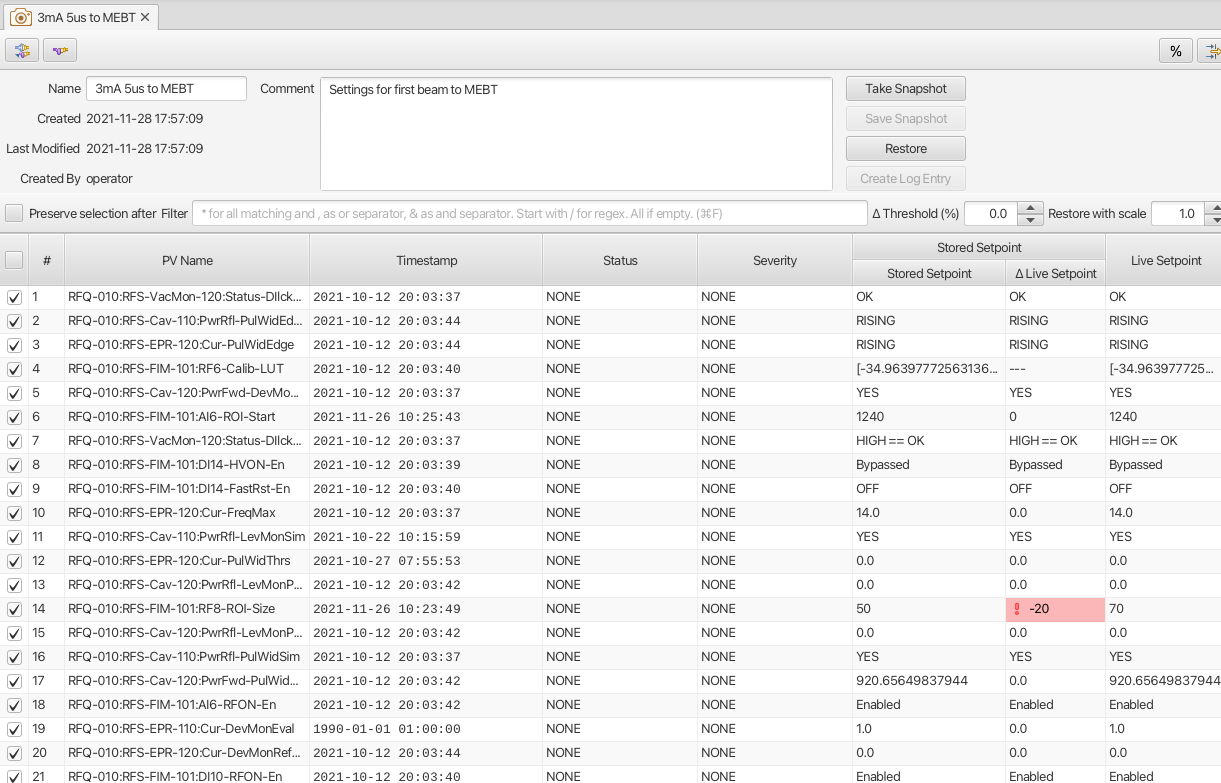 3mA 5us to MEBT ✕
%
Name 3mA 5us to MEBT Comment Settings for first beam to MEBT Take Snapshot
Created 2021-11-28 17:57:09 Save Snapshot
Last Modified 2021-11-28 17:57:09 Restore
Created By operator Create Log Entry
Preserve selection after Filter * for all matching and , as or separator, & as and separator. Start with / for regex. All if empty. (⌘F) Δ Threshold (%) 0.0 Restore with scale 1.0
Stored Setpoint
# PV Name Timestamp Status Severity Stored Setpoint Δ Live Setpoint Live Setpoint
1 RFQ-010:RFS-VacMon-120:Status-DIlck... 2021-10-12 20:03:37 NONE NONE OK OK OK
2 RFQ-010:RFS-Cav-110:PwrRfl-PulWidEd... 2021-10-12 20:03:44 NONE NONE RISING RISING RISING
3 RFQ-010:RFS-EPR-120:Cur-PulWidEdge 2021-10-12 20:03:44 NONE NONE RISING RISING RISING
4 RFQ-010:RFS-FIM-101:RF6-Calib-LUT 2021-10-12 20:03:40 NONE NONE [-34.96397772563136... --- [-34.963977725...
5 RFQ-010:RFS-Cav-120:PwrFwd-DevMo... 2021-10-12 20:03:37 NONE NONE YES YES YES
6 RFQ-010:RFS-FIM-101:AI6-ROI-Start 2021-11-26 10:25:43 NONE NONE 1240 0 1240
7 RFQ-010:RFS-VacMon-120:Status-DIlck... 2021-10-12 20:03:37 NONE NONE HIGH == OK HIGH == OK HIGH == OK
8 RFQ-010:RFS-FIM-101:DI14-HVON-En 2021-10-12 20:03:39 NONE NONE Bypassed Bypassed Bypassed
9 RFQ-010:RFS-FIM-101:DI14-FastRst-En 2021-10-12 20:03:40 NONE NONE OFF OFF OFF
10 RFQ-010:RFS-EPR-120:Cur-FreqMax 2021-10-12 20:03:37 NONE NONE 14.0 0.0 14.0
11 RFQ-010:RFS-Cav-110:PwrRfl-LevMonSim 2021-10-22 10:15:59 NONE NONE YES YES YES
12 RFQ-010:RFS-EPR-120:Cur-PulWidThrs 2021-10-27 07:55:53 NONE NONE 0.0 0.0 0.0
13 RFQ-010:RFS-Cav-120:PwrRfl-LevMonP... 2021-10-12 20:03:42 NONE NONE 0.0 0.0 0.0
14 RFQ-010:RFS-FIM-101:RF8-ROI-Size 2021-11-26 10:23:49 NONE NONE 50 -20 70
15 RFQ-010:RFS-Cav-120:PwrRfl-LevMonP... 2021-10-12 20:03:42 NONE NONE 0.0 0.0 0.0
16 RFQ-010:RFS-Cav-110:PwrRfl-PulWidSim 2021-10-12 20:03:37 NONE NONE YES YES YES
17 RFQ-010:RFS-Cav-120:PwrFwd-PulWid... 2021-10-12 20:03:42 NONE NONE 920.65649837944 0.0 920.65649837944
18 RFQ-010:RFS-FIM-101:AI6-RFON-En 2021-10-12 20:03:42 NONE NONE Enabled Enabled Enabled
19 RFQ-010:RFS-EPR-110:Cur-DevMonEval 1990-01-01 01:00:00 NONE NONE 1.0 0.0 1.0
20 RFQ-010:RFS-EPR-120:Cur-DevMonRef... 2021-10-12 20:03:44 NONE NONE 0.0 0.0 0.0
21 RFQ-010:RFS-FIM-101:DI10-RFON-En 2021-10-12 20:03:40 NONE NONE Enabled Enabled Enabled